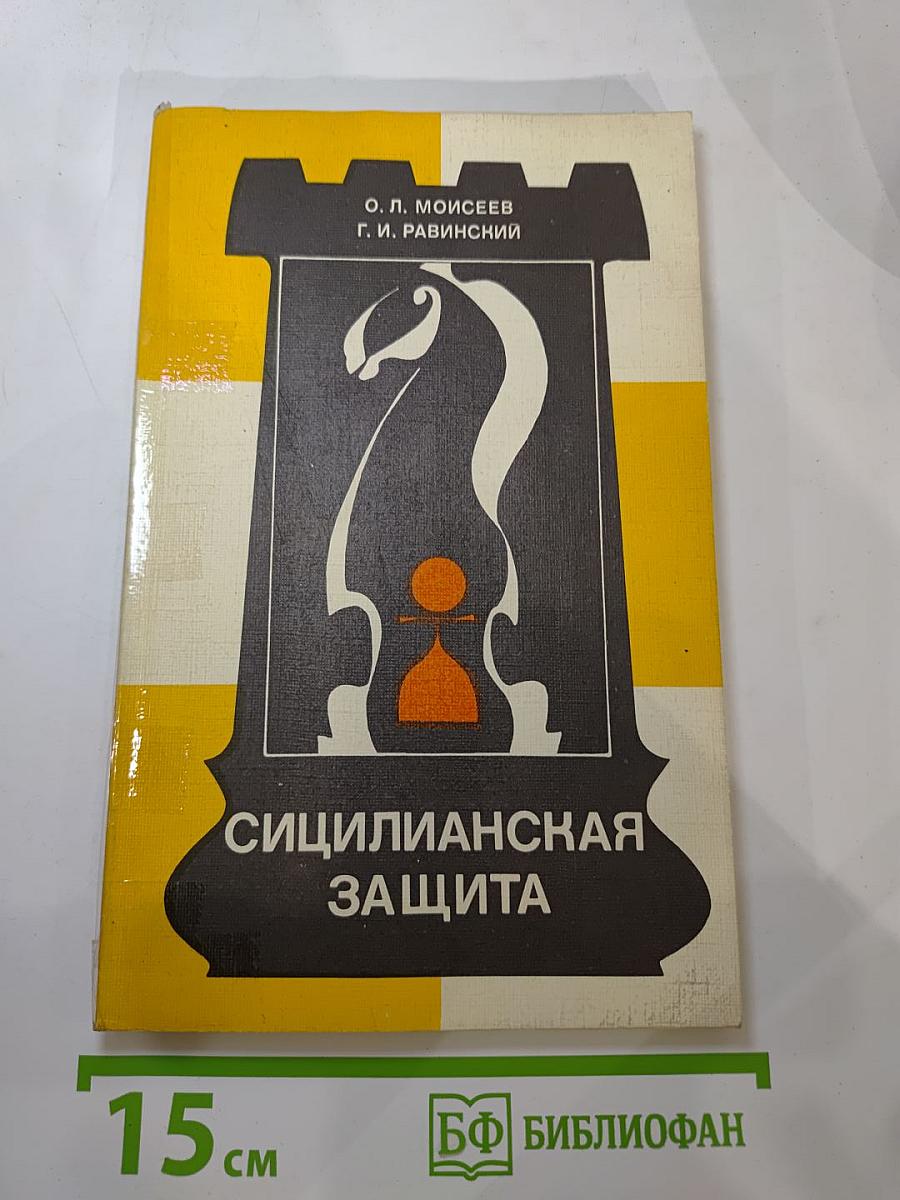 О. Л. МОИСЕЕВ
Г. И. РАВИНСКИЙ
СИЦИЛИАНСКАЯ
ЗАЩИТА
15 см
БФ БИБЛИОФАН